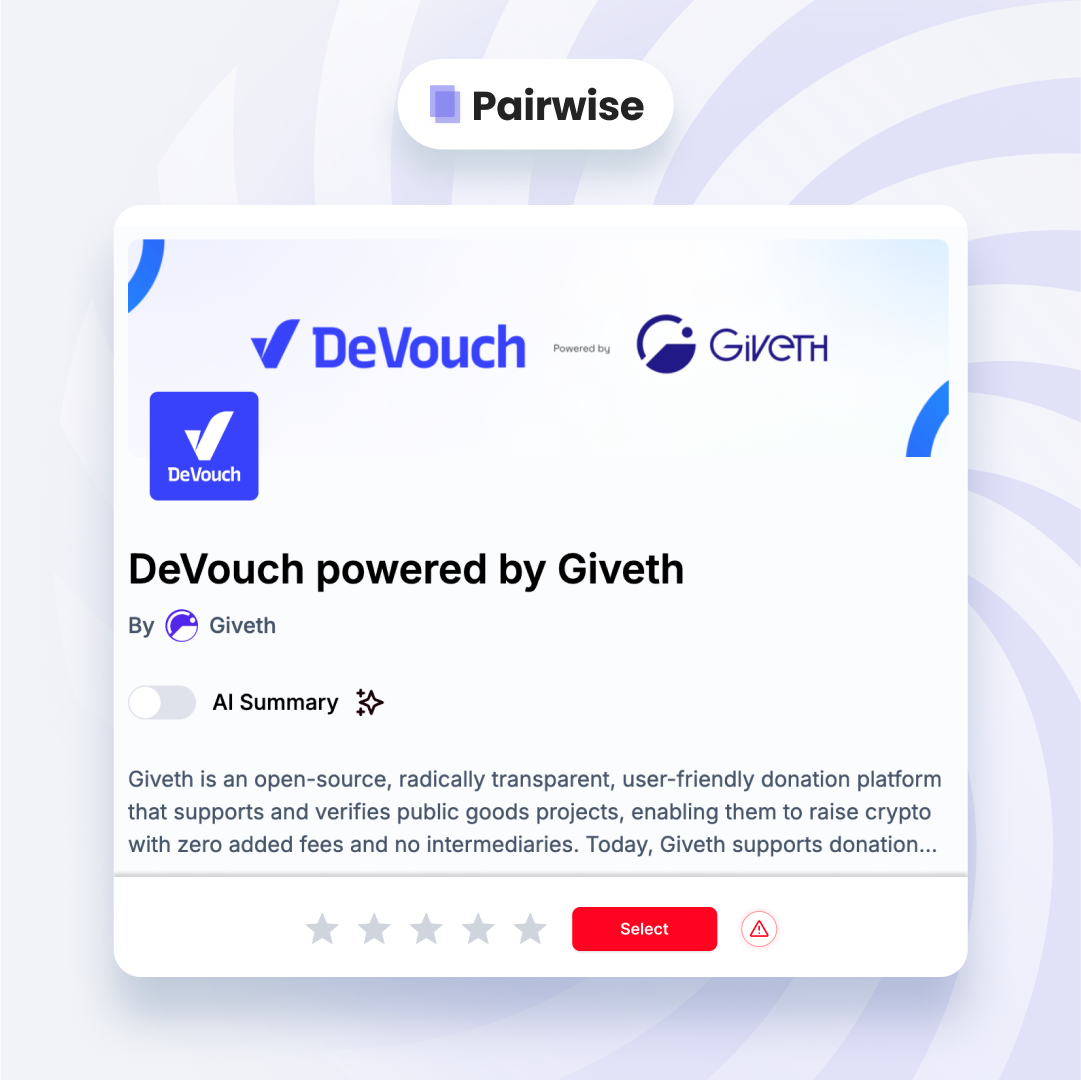 Pairwise
DeVouch Powered by GIVETH
DeVouch
DeVouch powered by Giveth
By Giveth
AI Summary
Giveth is an open-source, radically transparent, user-friendly donation platform
that supports and verifies public goods projects, enabling them to raise crypto
with zero added fees and no intermediaries. Today, Giveth supports donation...
Select